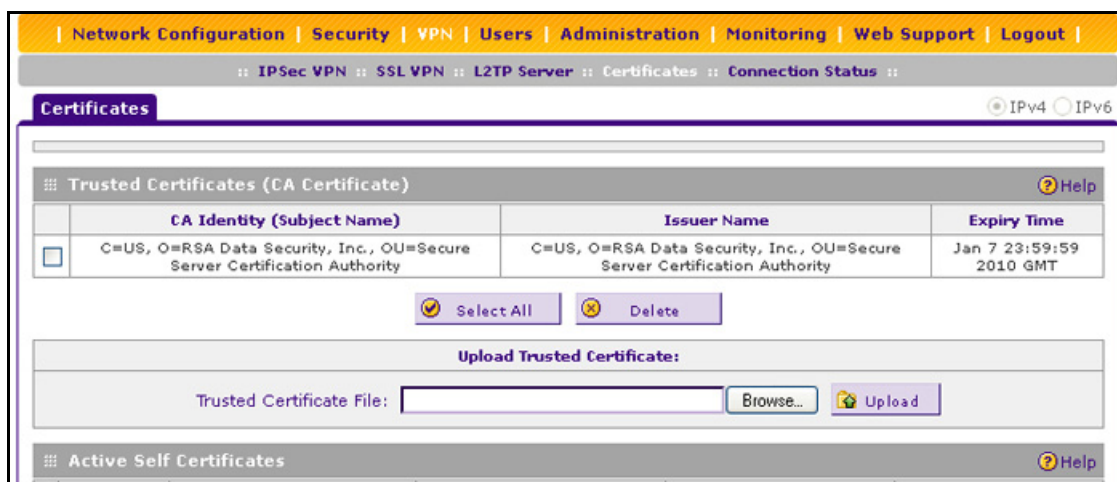 | Network Configuration | Security | VPN | Users | Administration | Monitoring | Web Support | Logout |
:: IPSec VPN :: SSL VPN :: L2TP Server :: Certificates :: Connection Status ::
Certificates
IPv4 IPv6
Trusted Certificates (CA Certificate)
?Help
CA Identity (Subject Name) Issuer Name Expiry Time
C=US, O=RSA Data Security, Inc., OU=Secure C=US, O=RSA Data Security, Inc., OU=Secure Jan 7 23:59:59
Server Certification Authority Server Certification Authority 2010 GMT
Select All Delete
Upload Trusted Certificate:
Trusted Certificate File: Browse... Upload
Active Self Certificates
?Help